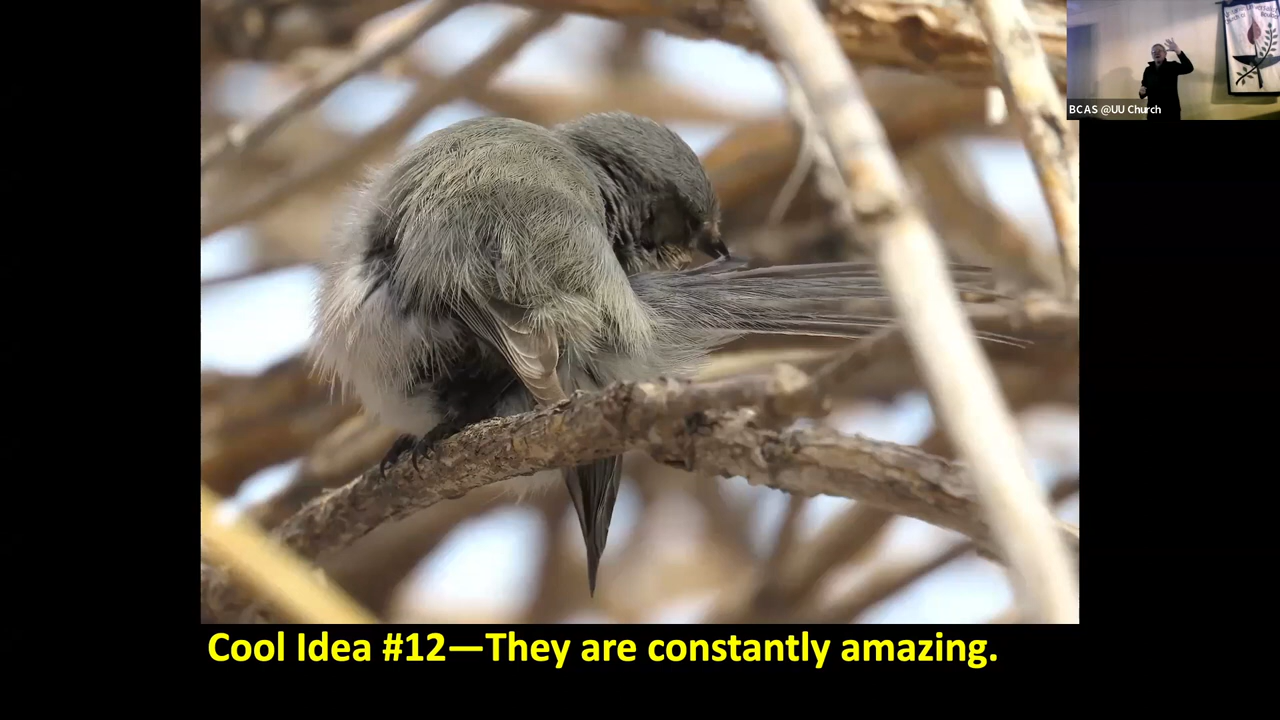 BCAS @UU Church
Cool Idea #12—They are constantly amazing.